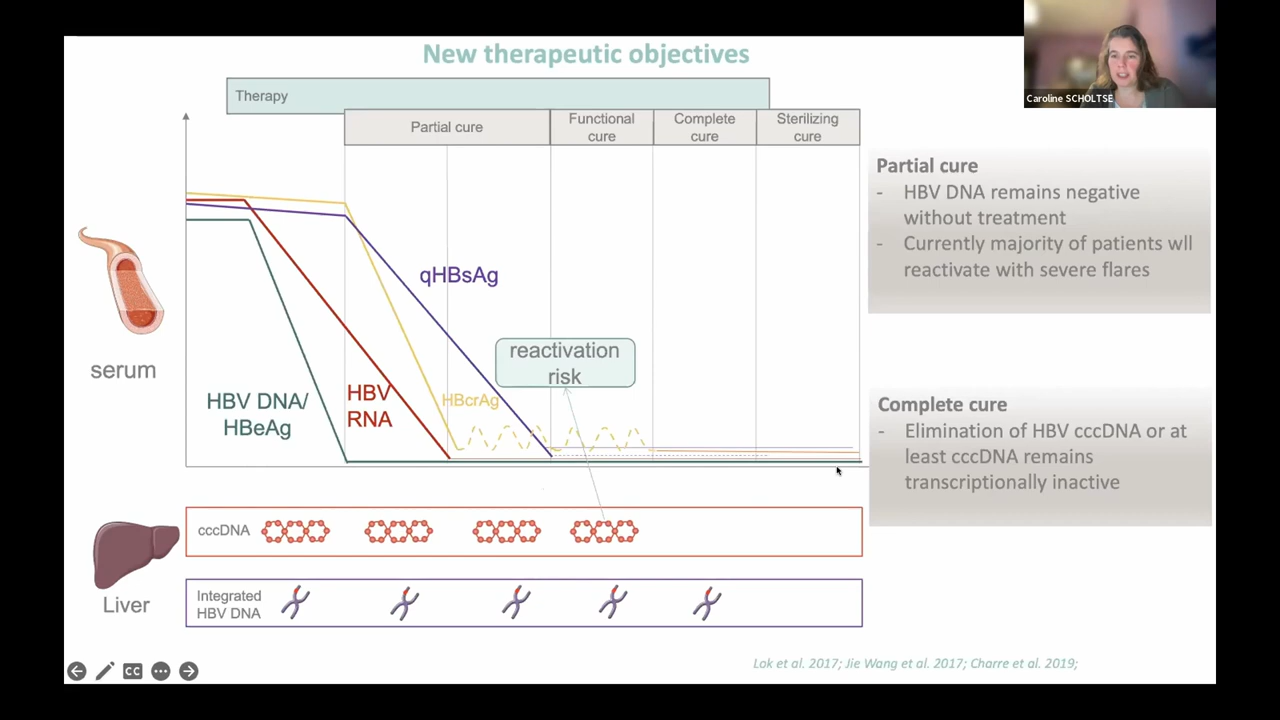 New therapeutic objectives
Caroline SCHOLTSE
Therapy
Partial cure
Functional
cure
Complete
cure
Sterilizing
cure
Partial cure
- HBV DNA remains negative
without treatment
- Currently majority of patients wll
reactivate with severe flares
qHBsAg
reactivation
risk
serum
HBV DNA/
HBeAg
HBV
RNA
HBcrAg
Complete cure
- Elimination of HBV cccDNA or at
least cccDNA remains
transcriptionally inactive
cccDNA
Liver
Integrated
HBV DNA
CC
Lok et al. 2017; Jie Wang et al. 2017; Charre et al. 2019;